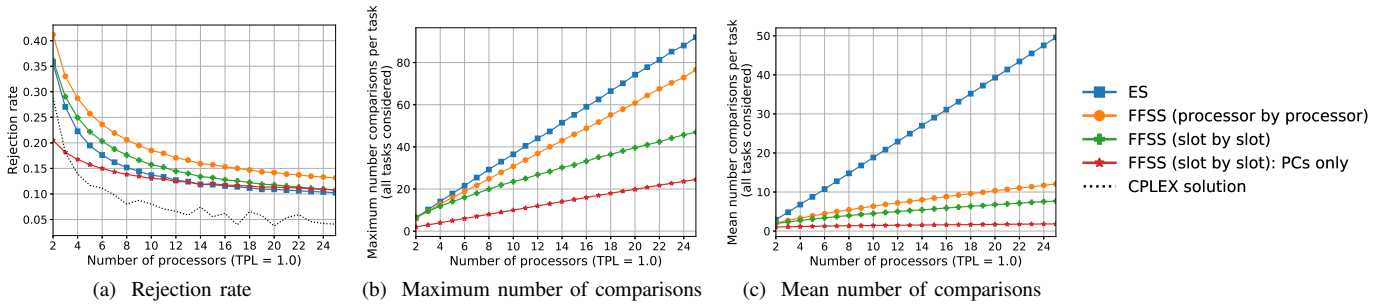 0.40
0.35
0.30
0.25
0.20
0.15
0.10
0.05
Rejection rate
2 4 6 8 10 12 14 16 18 20 22 24
Number of processors (TPL = 1.0)
(a) Rejection rate
80
60
40
20
0
Maximum number comparisons per task
(all tasks considered)
2 4 6 8 10 12 14 16 18 20 22 24
Number of processors (TPL = 1.0)
(b) Maximum number of comparisons
50
40
30
20
10
0
Mean number comparisons per task
(all tasks considered)
2 4 6 8 10 12 14 16 18 20 22 24
Number of processors (TPL = 1.0)
(c) Mean number of comparisons
ES
FFSS (processor by processor)
FFSS (slot by slot)
FFSS (slot by slot): PCs only
CPLEX solution